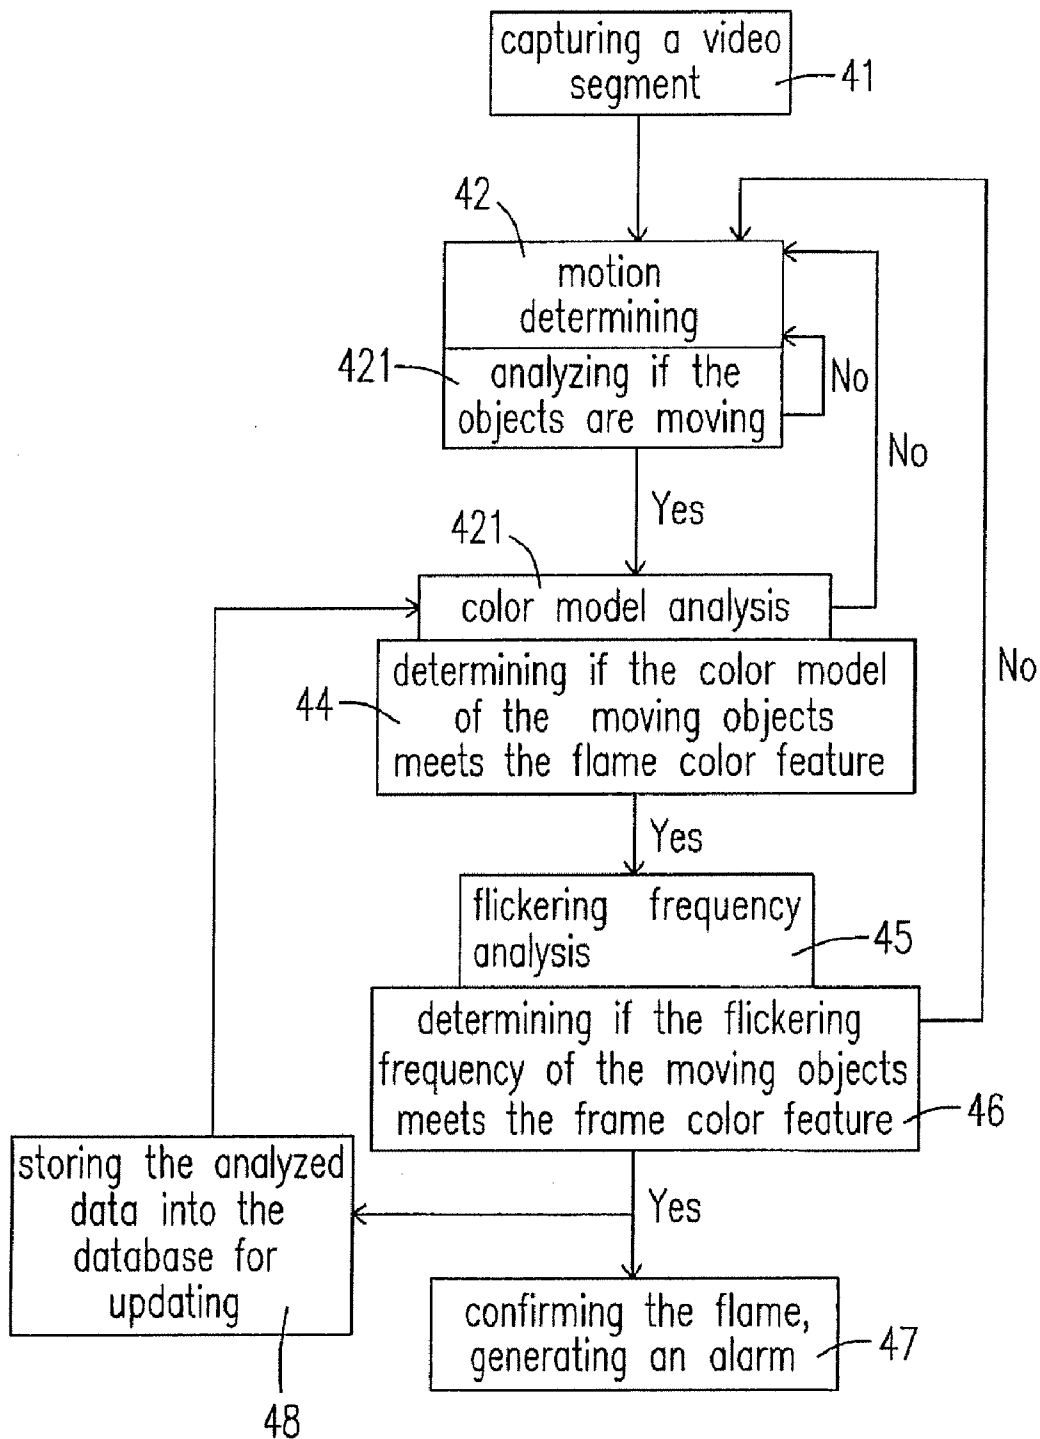 capturing a video
segment
41
42
motion
determining
421
analyzing if the
objects are moving
No
No
Yes
421
color model analysis
No
determining if the color model
of the moving objects
meets the flame color feature
44
Yes
flickering frequency
analysis
45
determining if the flickering
frequency of the moving objects
meets the frame color feature
46
storing the analyzed
data into the
database for
updating
48
Yes
confirming the flame,
generating an alarm
47